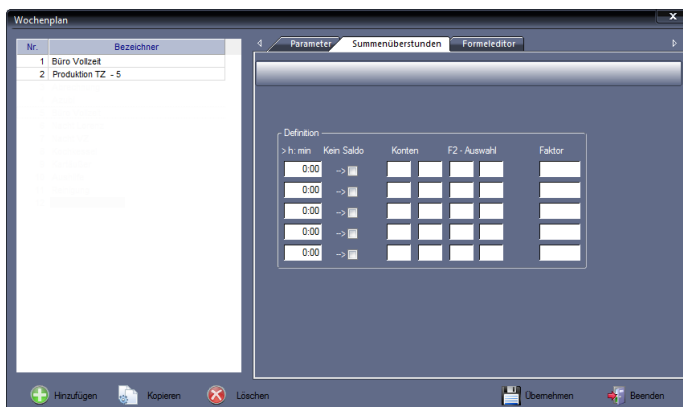 Wochenplan
x
Nr. Bezeichner
1 Büro Vollzeit
2 Produktion TZ - 5
Parameter Summenüberstunden Formeleditor
Definition
> h: min Kein Saldo Konten F2 - Auswahl Faktor
0:00 -->
0:00 -->
0:00 -->
0:00 -->
0:00 -->
Hinzufügen Kopieren Löschen Übernehmen Beenden